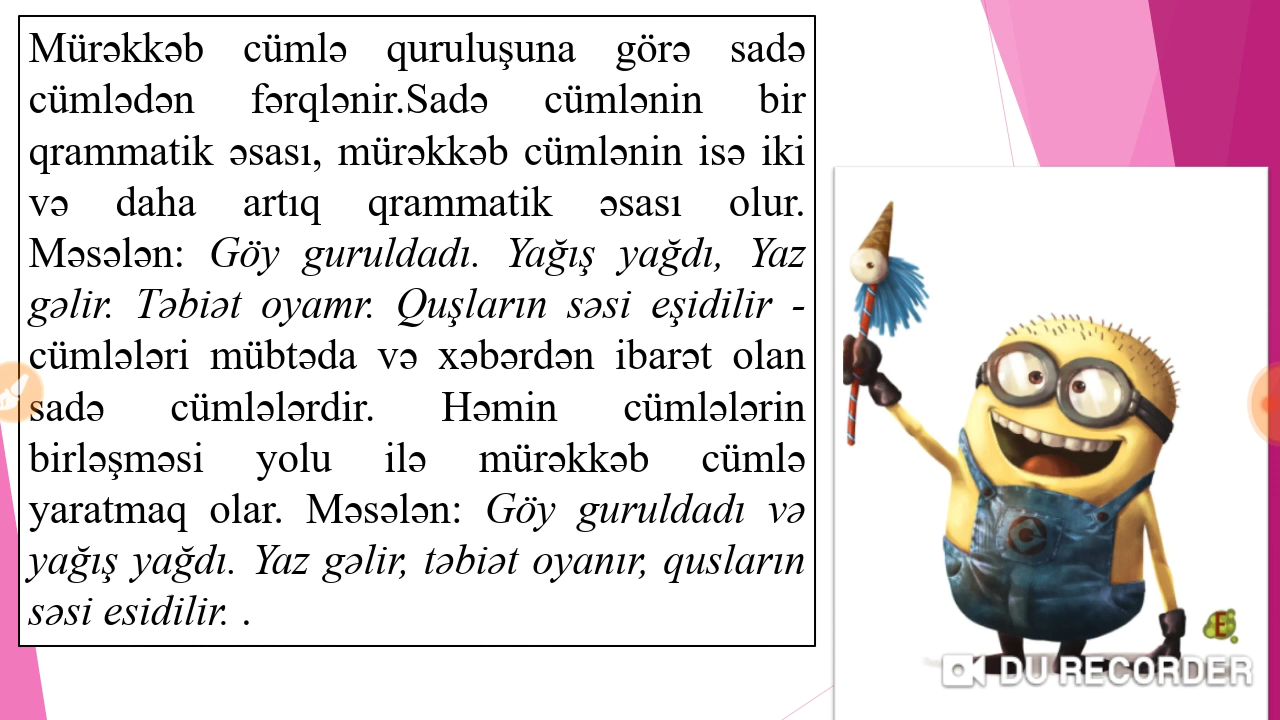 Mürəkkəb cümlə quruluşuna görə sadə
cümlədən fərqlənir.Sadə cümlənin bir
qrammatik əsası, mürəkkəb cümlənin isə iki
və daha artıq qrammatik əsası olur.
Məsələn: Göy guruldadı. Yağış yağdı, Yaz
gəlir. Təbiət oyamr. Quşların səsi eşidilir -
cümlələri mübtəda və xəbərdən ibarət olan
sadə cümlələrdir. Həmin cümlələrin
birləşməsi yolu ilə mürəkkəb cümlə
yaratmaq olar. Məsələn: Göy guruldadı və
yağış yağdı. Yaz gəlir, təbiət oyanır, qusların
səsi esidilir. .
E
DU RECORDER